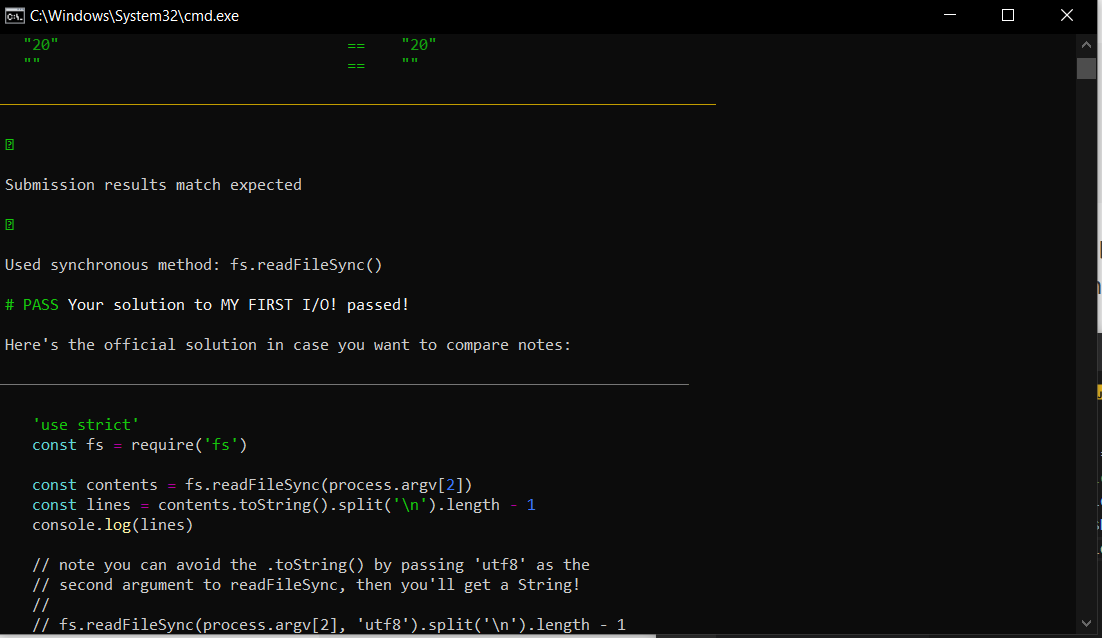 C:\Windows\System32\cmd.exe
"20" == "20"
"" == ""
Submission results match expected
Used synchronous method: fs.readFileSync()
# PASS Your solution to MY FIRST I/O! passed!
Here's the official solution in case you want to compare notes:
'use strict'
const fs = require('fs')
const contents = fs.readFileSync(process.argv[2])
const lines = contents.toString().split('\n').length - 1
console.log(lines)
// note you can avoid the .toString() by passing 'utf8' as the
// second argument to readFileSync, then you'll get a String!
//
// fs.readFileSync(process.argv[2], 'utf8').split('\n').length - 1